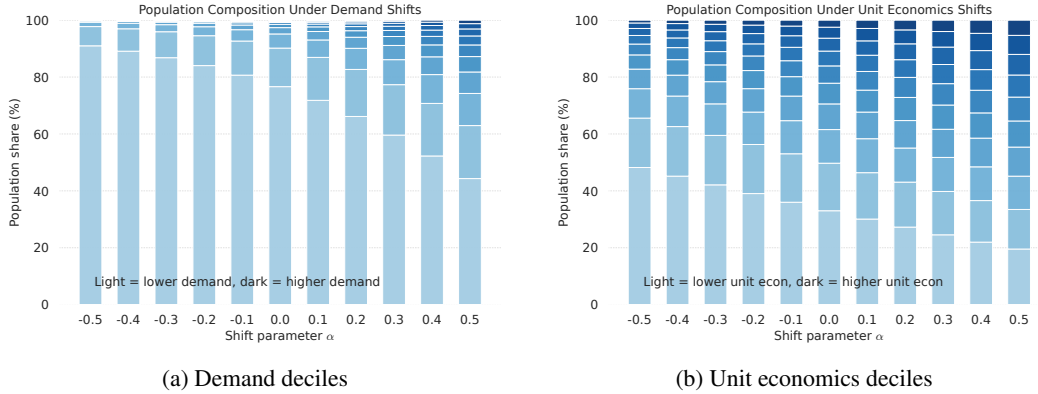 Population Composition Under Demand Shifts
Population share (%)
100
80
60
40
20
0
Light = lower demand, dark = higher demand
-0.5 -0.4 -0.3 -0.2 -0.1 0.0 0.1 0.2 0.3 0.4 0.5
Shift parameter α
(a) Demand deciles
Population Composition Under Unit Economics Shifts
Population share (%)
100
80
60
40
20
0
Light = lower unit econ, dark = higher unit econ
-0.5 -0.4 -0.3 -0.2 -0.1 0.0 0.1 0.2 0.3 0.4 0.5
Shift parameter α
(b) Unit economics deciles